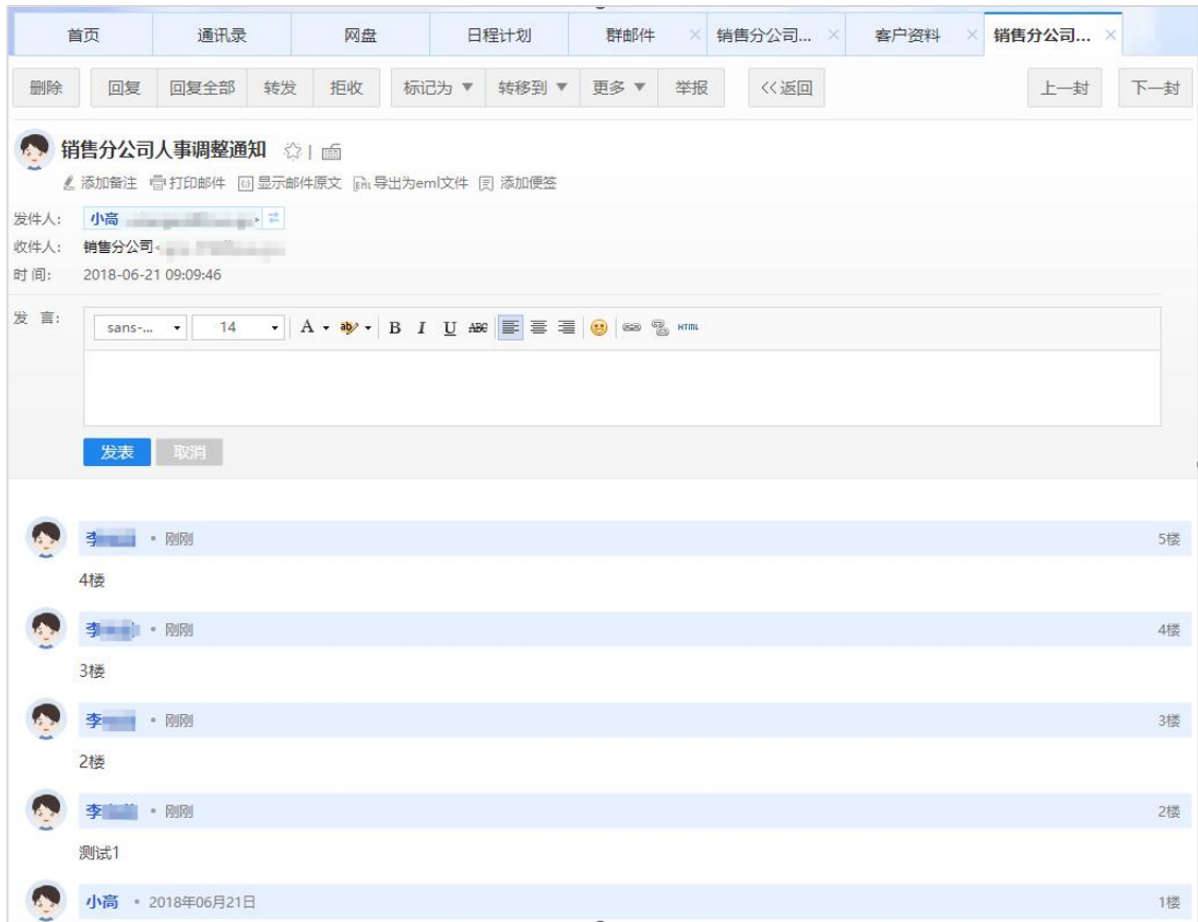 首页 通讯录 网盘 日程计划 群邮件 × 销售分公司... × 客户资料 × 销售分公司... ×
删除 回复 回复全部 转发 拒收 标记为 ▼ 转移到 ▼ 更多 ▼ 举报 <<返回 上一封 下一封
销售分公司人事调整通知
添加备注 打印邮件 显示邮件原文 EML 导出为eml文件 添加便签
发件人: 小高
收件人: 销售分公司<
时 间: 2018-06-21 09:09:46
发 言: sans-... 14 A ab B I U ABC HTML
发表 取消
李 • 刚刚 5楼
4楼
李 • 刚刚 4楼
3楼
李 • 刚刚 3楼
2楼
李 • 刚刚 2楼
测试1
小高 • 2018年06月21日 1楼